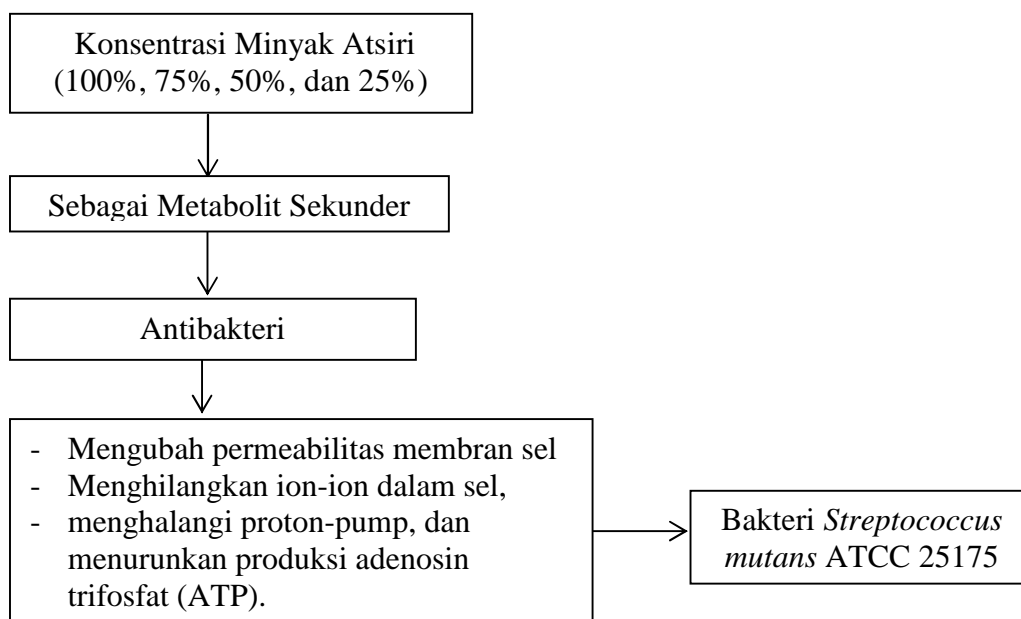 Konsentrasi Minyak Atsiri
(100%, 75%, 50%, dan 25%)
Sebagai Metabolit Sekunder
Antibakteri
- Mengubah permeabilitas membran sel
- Menghilangkan ion-ion dalam sel,
- menghalangi proton-pump, dan
menurunkan produksi adenosin
trifosfat (ATP).
Bakteri Streptococcus
mutans ATCC 25175